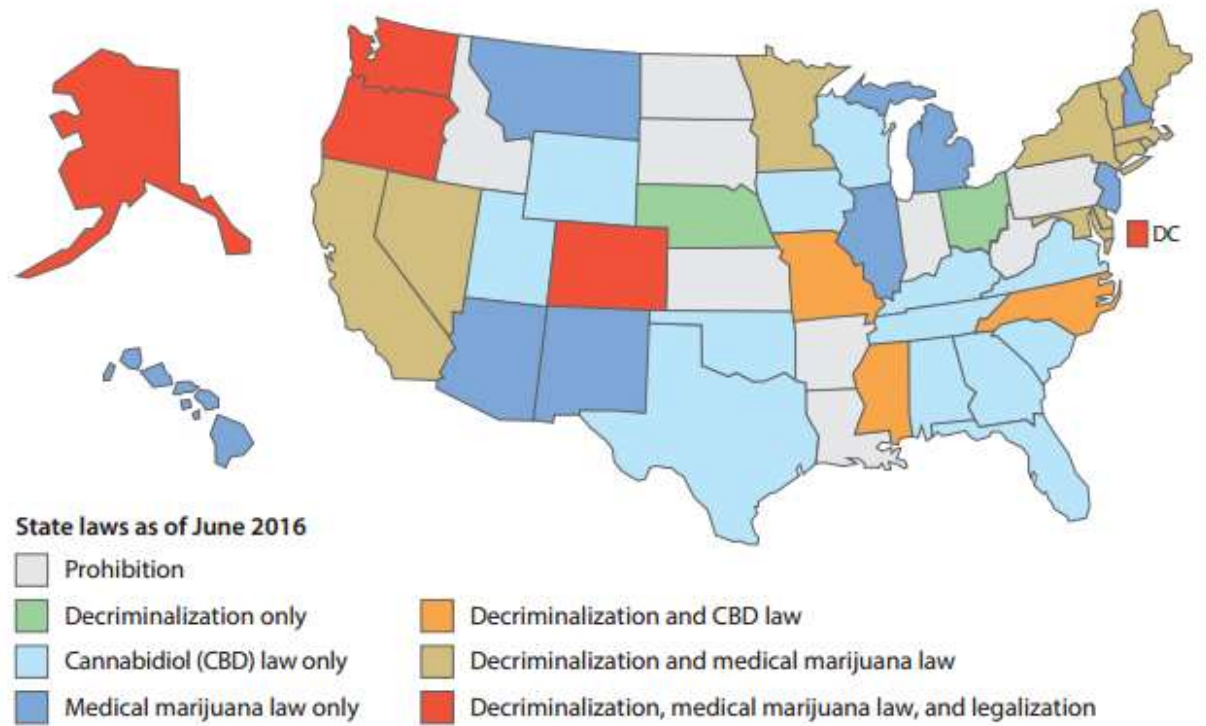 DC
State laws as of June 2016
Prohibition
Decriminalization only
Cannabidiol (CBD) law only
Medical marijuana law only
Decriminalization and CBD law
Decriminalization and medical marijuana law
Decriminalization, medical marijuana law, and legalization